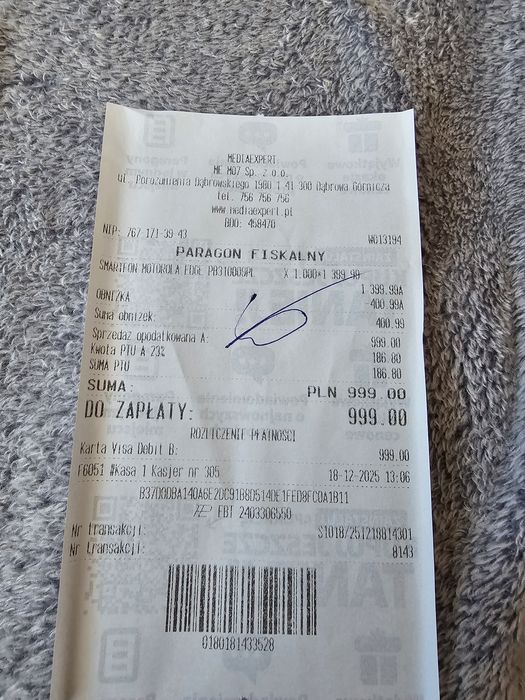 MEDIAEXPERT
ME M07 Sp. z o.o.
ul. Porozumienia Dąbrowskiego 1980 1 41 300 Dąbrowa Górnicza
tel. 756 756 756
www.mediaexpert.pl
BDO: 458470
NIP: 767-171-39-43 W613194
PARAGON FISKALNY
SMARTFON MOTOROLA EDGE PB310005PL X 1.000*1 399.99
1 399.99A
OBNIŻKA -400.99A
Suma obniżek: 400.99
Sprzedaż opodatkowana A: 999.00
Kwota PTU A 23% 186.80
SUMA PTU 186.80
SUMA: PLN 999.00
DO ZAPŁATY: 999.00
ROZLICZENIE PŁATNOŚCI
Karta Visa Debit B: 999.00
F6051 #Kasa 1 Kasjer nr 305 18-12-2025 13:06
EBT 2403306550
Nr transakcji: S1018/251218814301
Nr transakcji: 8143
0180181433528